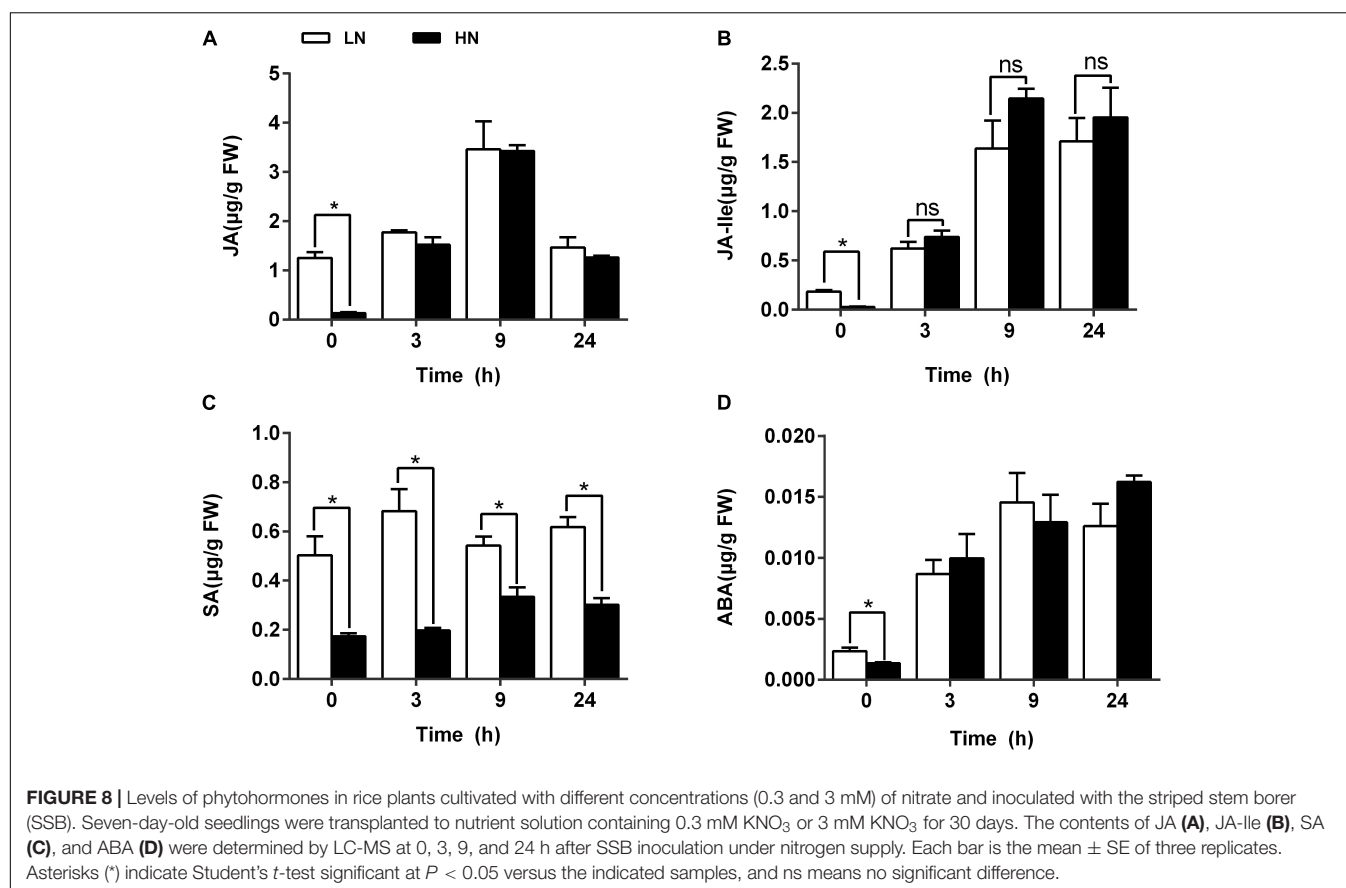 A
LN HN
5
4
3
2
1
0
JA(µg/g FW)
*
0 3 9 24
Time (h)
B
2.5
2.0
1.5
1.0
0.5
0.0
JA-Ile(µg/g FW)
* ns ns ns
0 3 9 24
Time (h)
C
1.0
0.8
0.6
0.4
0.2
0.0
SA(µg/g FW)
* * * *
0 3 9 24
Time (h)
D
0.020
0.015
0.010
0.005
0.000
ABA(µg/g FW)
*
0 3 9 24
Time (h)
FIGURE 8 | Levels of phytohormones in rice plants cultivated with different concentrations (0.3 and 3 mM) of nitrate and inoculated with the striped stem borer
(SSB). Seven-day-old seedlings were transplanted to nutrient solution containing 0.3 mM KNO₃ or 3 mM KNO₃ for 30 days. The contents of JA (A), JA-Ile (B), SA
(C), and ABA (D) were determined by LC-MS at 0, 3, 9, and 24 h after SSB inoculation under nitrogen supply. Each bar is the mean ± SE of three replicates.
Asterisks (*) indicate Student's t-test significant at P < 0.05 versus the indicated samples, and ns means no significant difference.